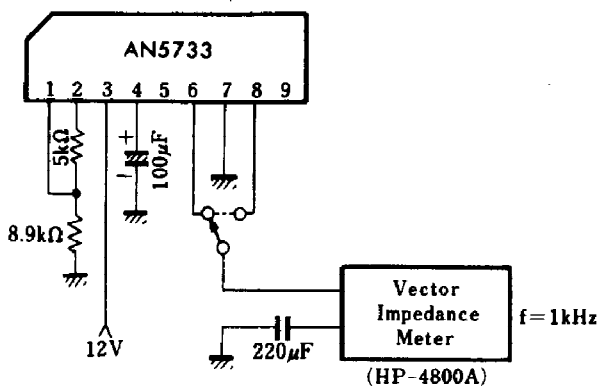 AN5733
1 2 3 4 5 6 7 8 9
5kΩ
+
100μF
−
8.9kΩ
12V
220μF
Vector
Impedance
Meter
f=1kHz
(HP-4800A)